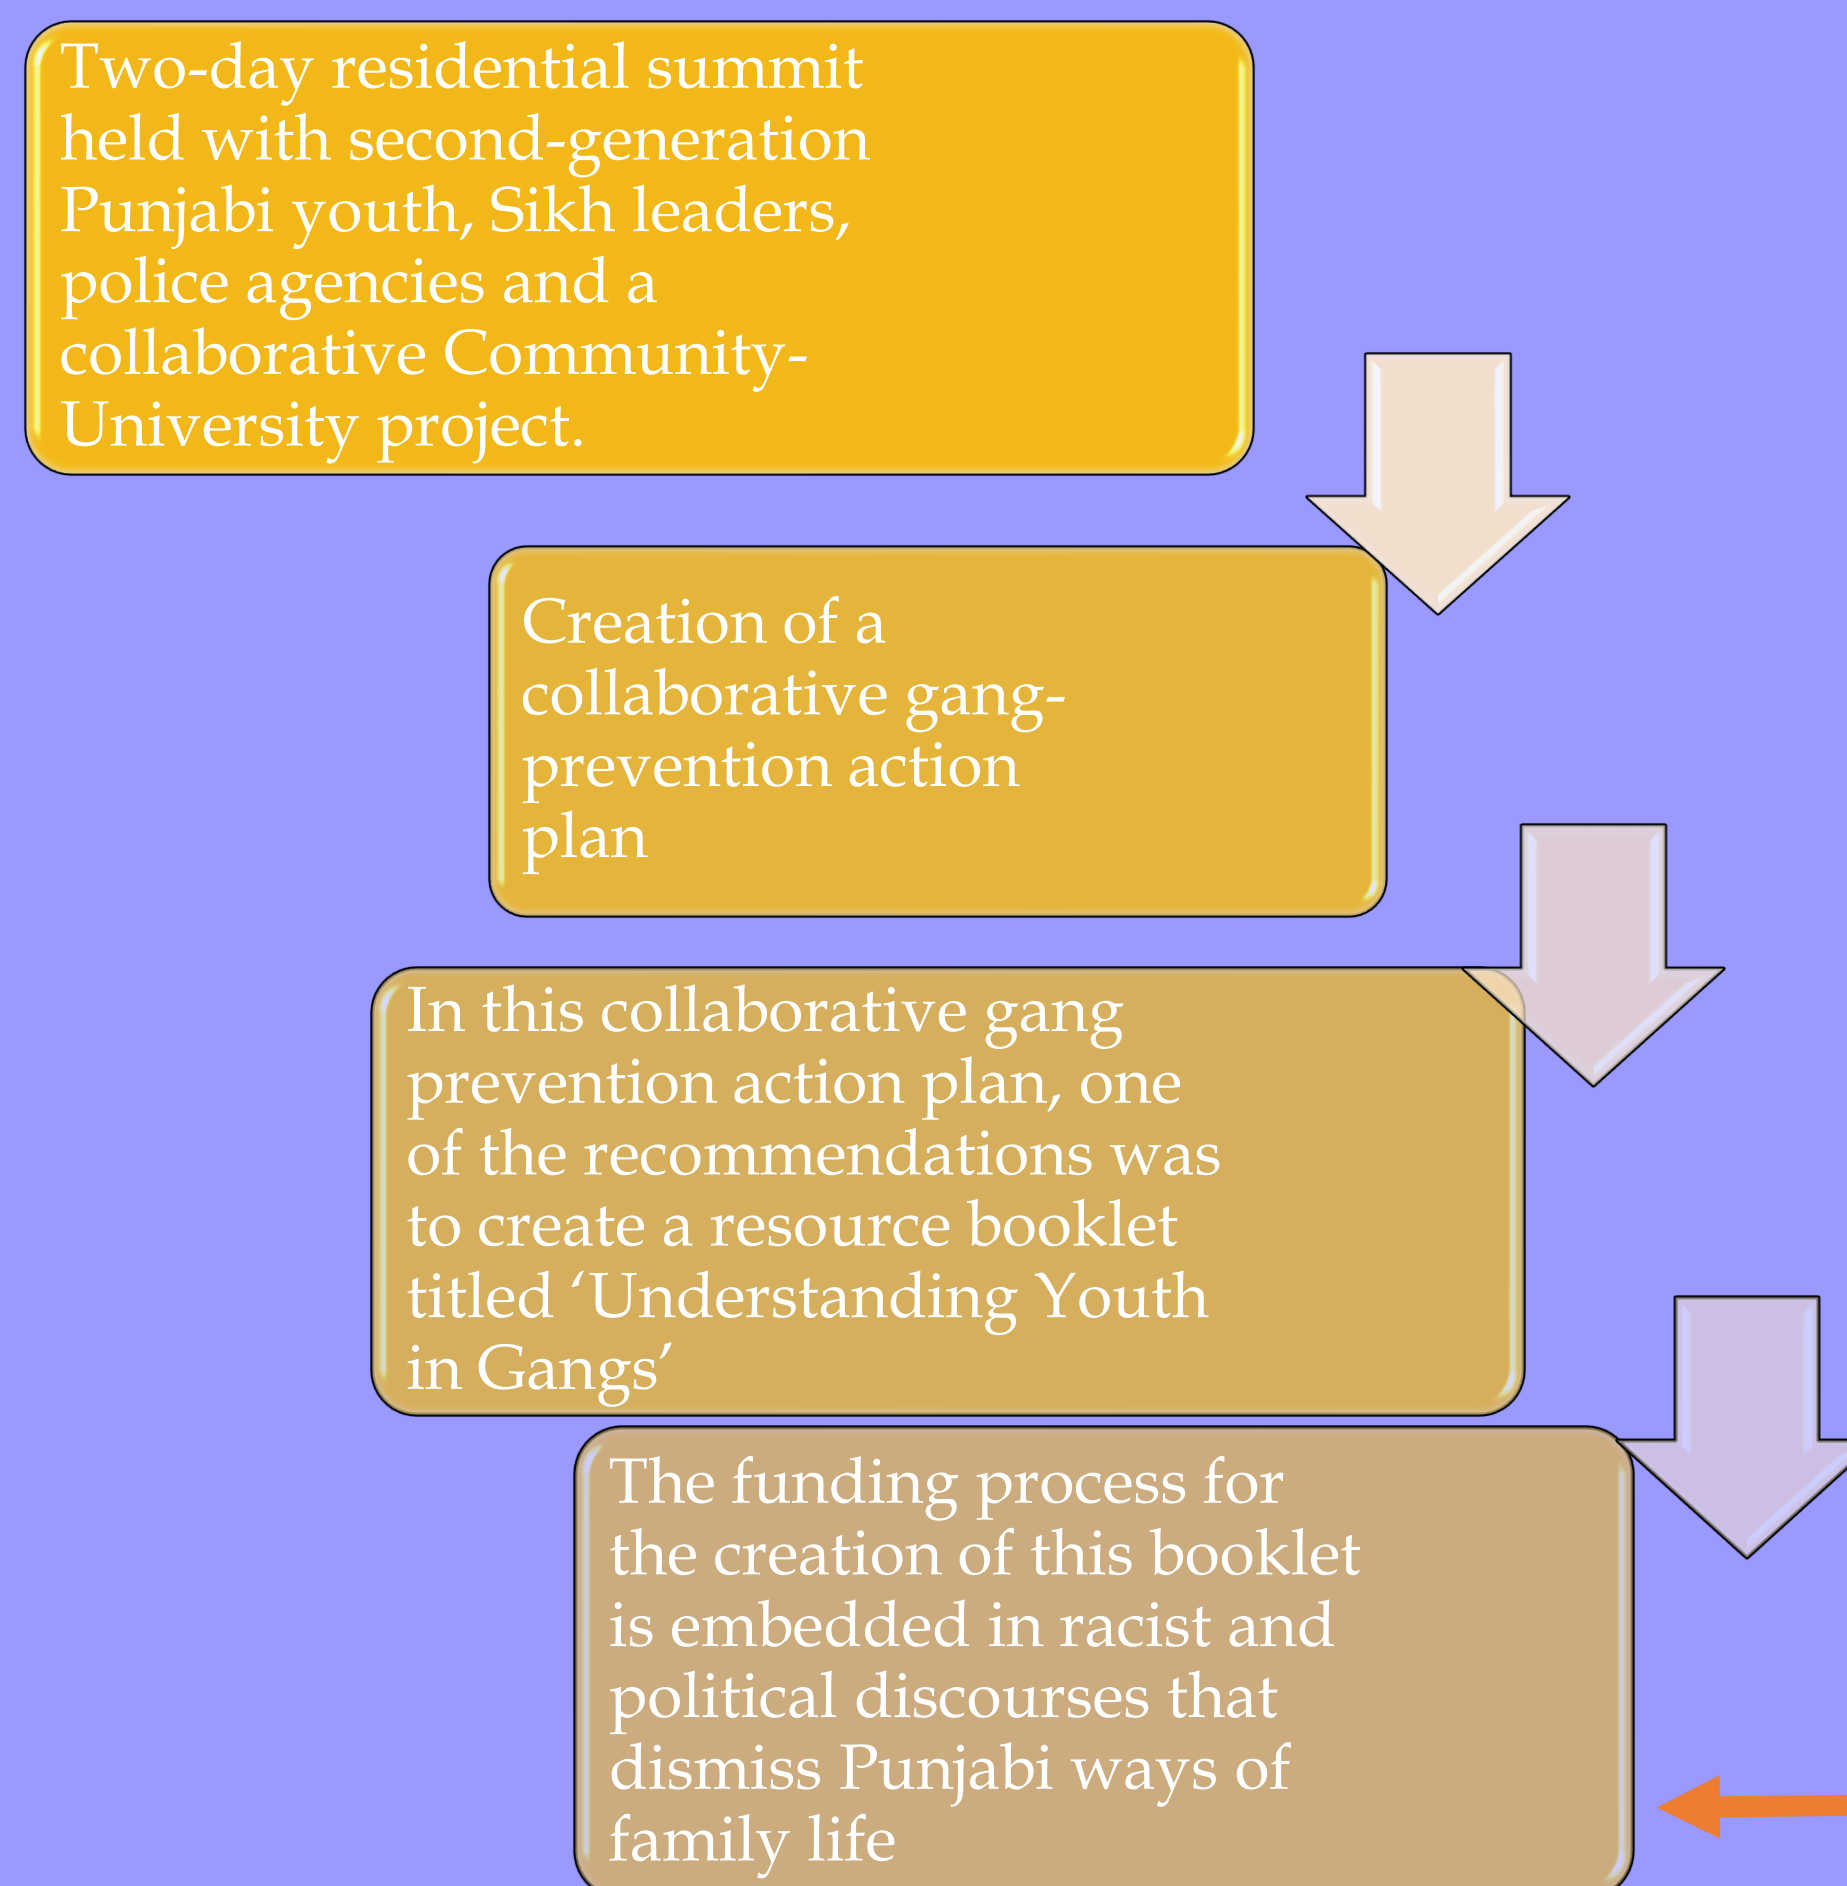 Two-day residential summit
held with second-generation
Punjabi youth, Sikh leaders,
police agencies and a
collaborative Community-
University project.
Creation of a
collaborative gang-
prevention action
plan
In this collaborative gang
prevention action plan, one
of the recommendations was
to create a resource booklet
titled ‘Understanding Youth
in Gangs’
The funding process for
the creation of this booklet
is embedded in racist and
political discourses that
dismiss Punjabi ways of
family life